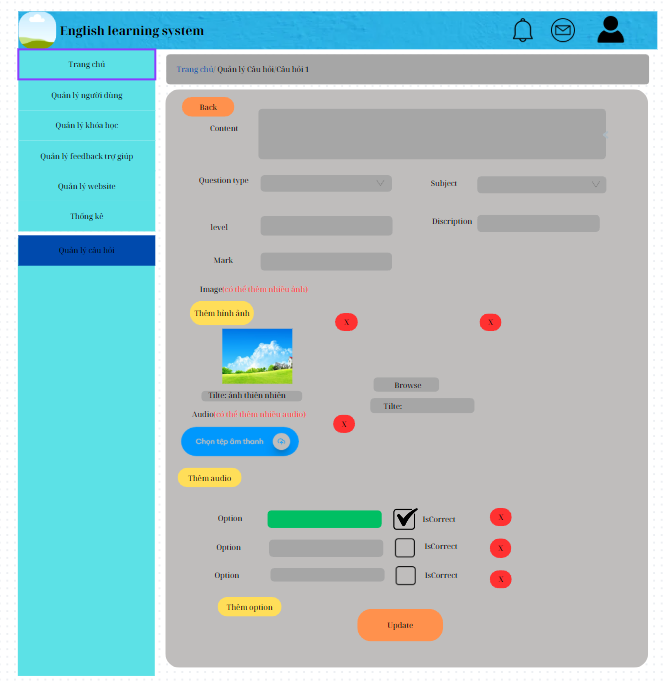 English learning system
Trang chủ
Quản lý người dùng
Quản lý khóa học
Quản lý feedback trợ giúp
Quản lý website
Thống kê
Quản lý câu hỏi
Trang chủ/ Quản lý Câu hỏi/Câu hỏi 1
Back
Content
Question type
Subject
level
Discription
Mark
Image(có thể thêm nhiều ảnh)
Thêm hình ảnh
X
X
Browse
Tilte: ảnh thiên nhiên
Tilte:
Audio(có thể thêm nhiều audio)
X
Chọn tệp âm thanh
Thêm audio
Option
IsCorrect
X
Option
IsCorrect
X
Option
IsCorrect
X
Thêm option
Update